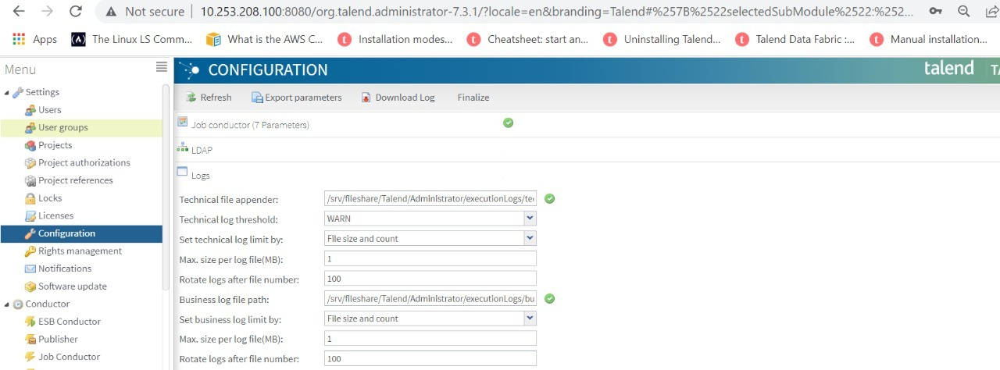 Not secure | 10.253.208.100:8080/org.talend.administrator-7.3.1/?locale=en&branding=Talend#%257B%2522selectedSubModule%2522:%252...
Apps The Linux LS Comm... What is the AWS C... Installation modes... Cheatsheet: start an... Uninstalling Talend... Talend Data Fabric :... Manual installation...
Menu
Settings
Users
User groups
Projects
Project authorizations
Project references
Locks
Licenses
Configuration
Rights management
Notifications
Software update
Conductor
ESB Conductor
Publisher
Job Conductor
CONFIGURATION talend TA
Refresh Export parameters Download Log Finalize
Job conductor (7 Parameters)
LDAP
Logs
Technical file appender: /srv/fileshare/Talend/Administrator/executionLogs/te
Technical log threshold: WARN
Set technical log limit by: File size and count
Max. size per log file(MB): 1
Rotate logs after file number: 100
Business log file path: /srv/fileshare/Talend/Administrator/executionLogs/bu
Set business log limit by: File size and count
Max. size per log file(MB): 1
Rotate logs after file number: 100